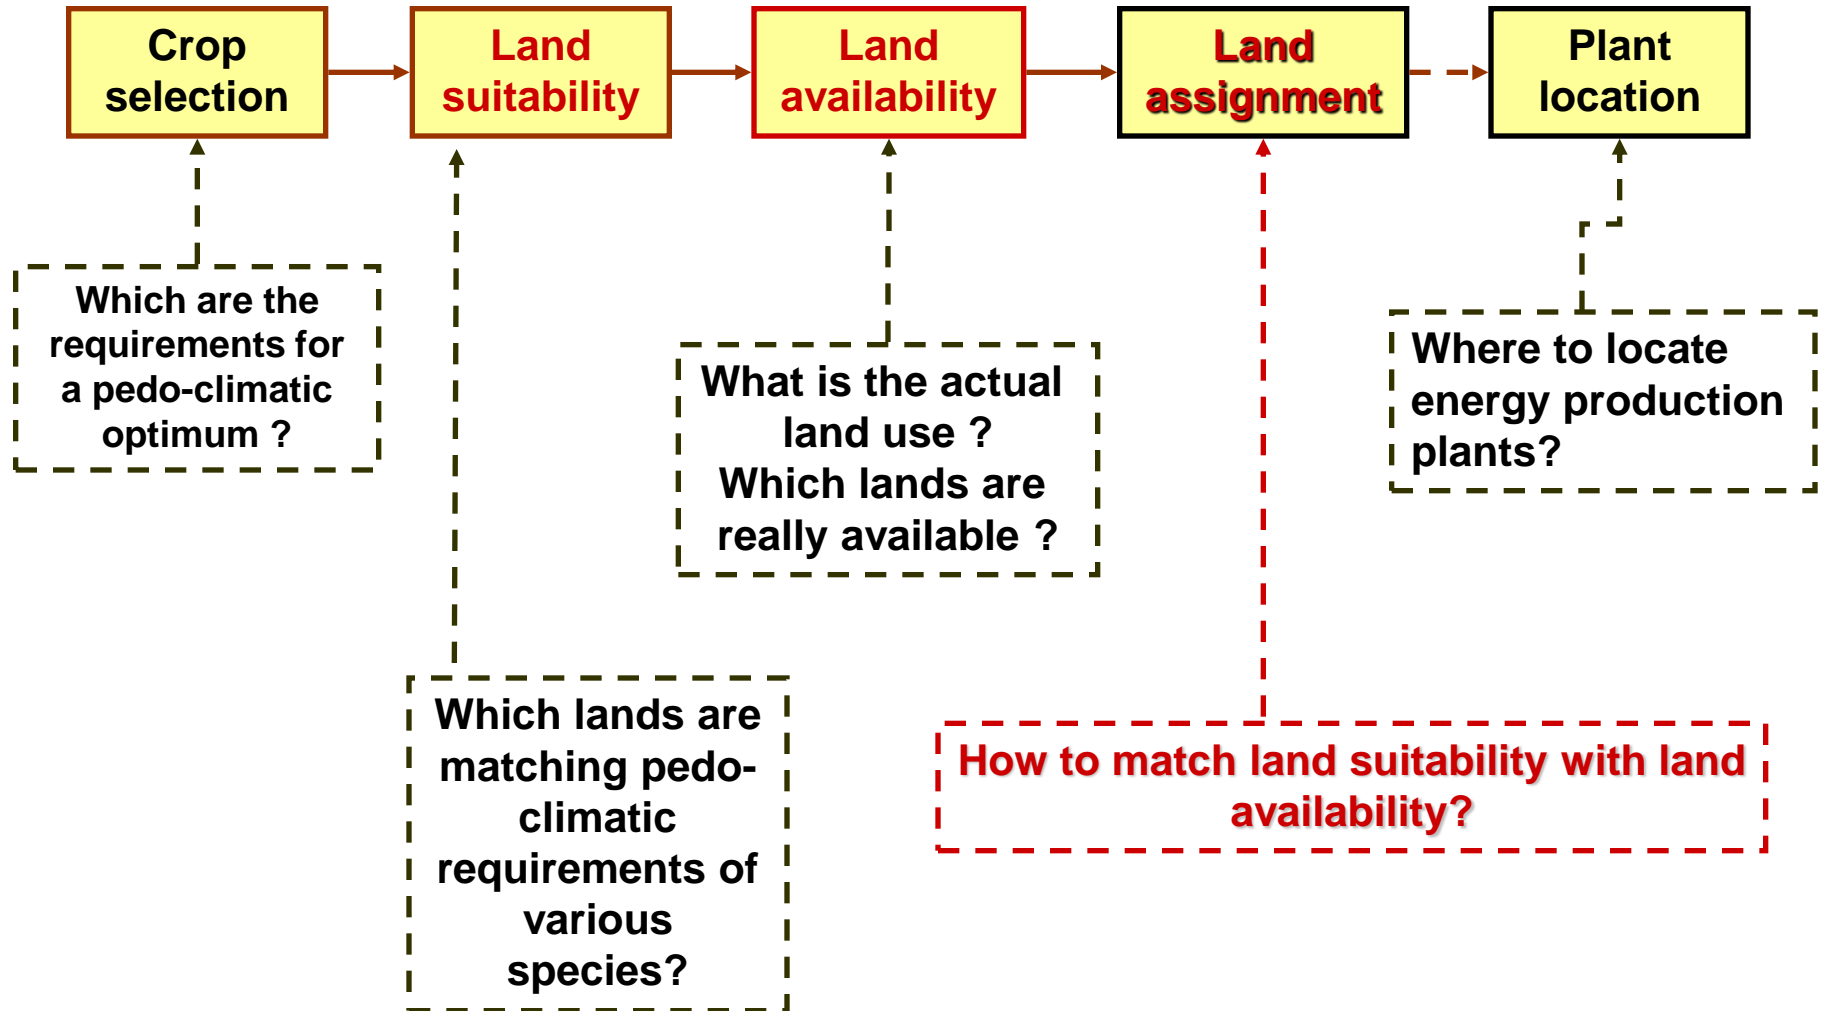 Crop
selection
Land
suitability
Land
availability
Land
assignment
Plant
location
Which are the
requirements for
a pedo-climatic
optimum ?
What is the actual
land use ?
Which lands are
really available ?
Where to locate
energy production
plants?
Which lands are
matching pedo-
climatic
requirements of
various
species?
How to match land suitability with land
availability?